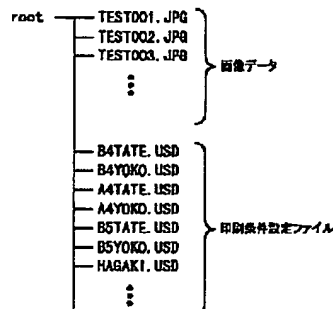 root
TEST001.JPG
TEST002.JPG
TEST003.JPG
画像データ
B4TATE.USD
B4YOKO.USD
A4TATE.USD
A4YOKO.USD
B5TATE.USD
B5YOKO.USD
HAGAKI.USD
印刷条件設定ファイル